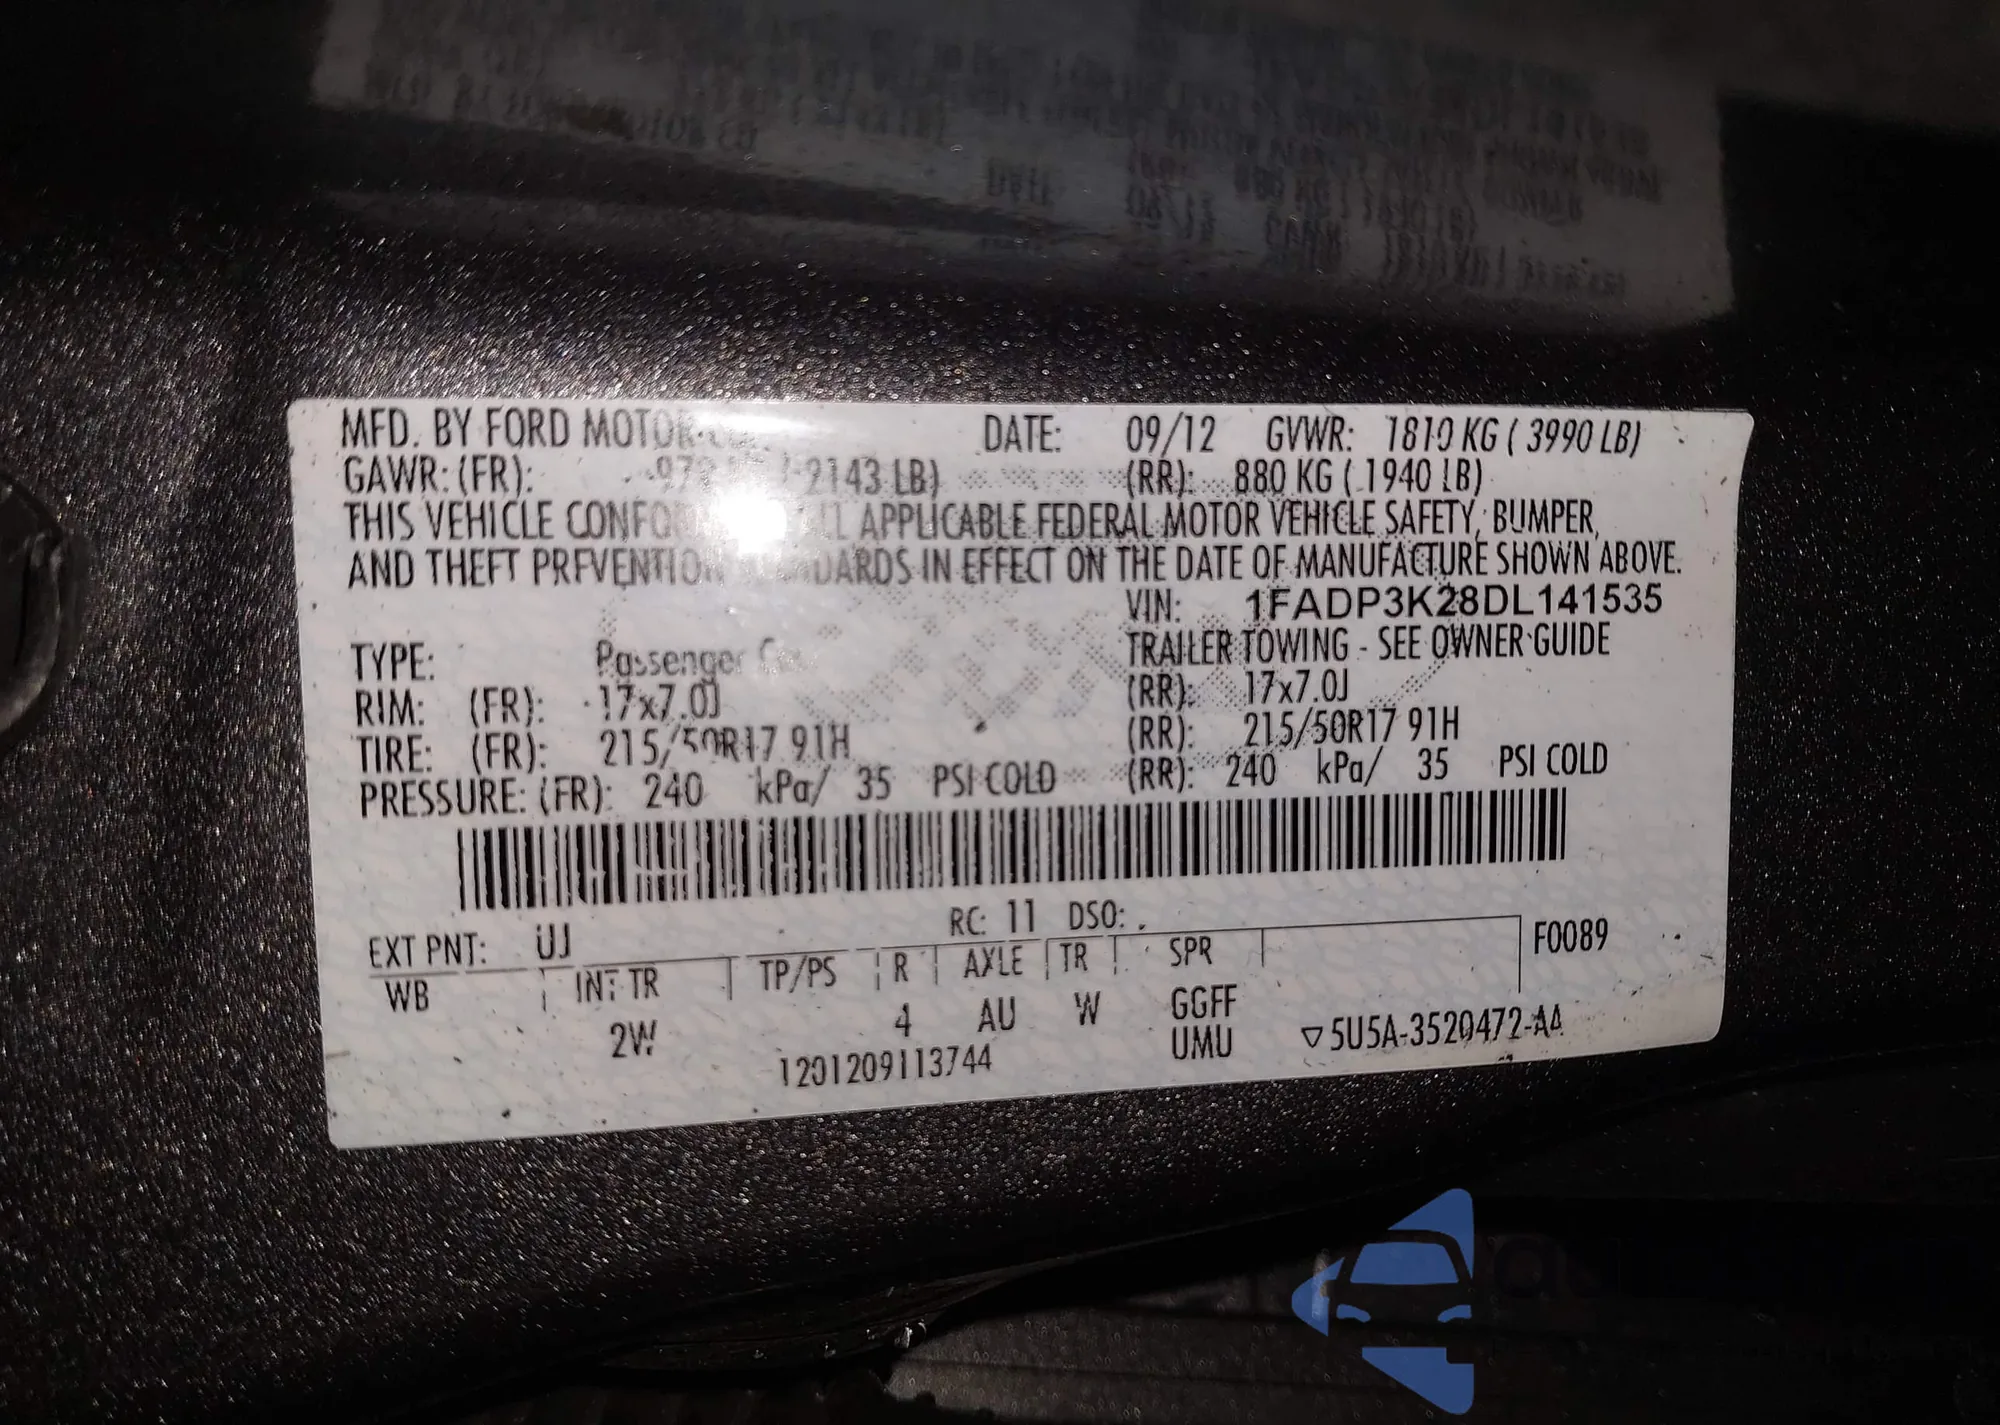 MFD. BY FORD MOTOR DATE: 09/12 GVWR: 1810 KG ( 3990 LB)
GAWR: (FR): 2143 LB) (RR): 880 KG ( 1940 LB)
THIS VEHICLE APPLICABLE FEDERAL MOTOR VEHICLE SAFETY, BUMPER,
AND THEFT PREVENTION IN EFFECT ON THE DATE OF MANUFACTURE SHOWN ABOVE.
VIN: 1FADP3K28DL141535
TYPE: Passenger TRAILER TOWING - SEE OWNER GUIDE
RIM: (FR): 17x7.0J (RR): 17x7.0J
TIRE: (FR): 215/50R17 91H (RR): 215/50R17 91H
PRESSURE: (FR): 240 kPa/ 35 PSI COLD (RR): 240 kPa/ 35 PSI COLD
EXT PNT: UJ RC: 11 DSO: F0089
WB INT TR TP/PS R AXLE TR SPR
2W 4 AU W GGFF
1201209113744 UMU ▽5U5A-3520472-AA